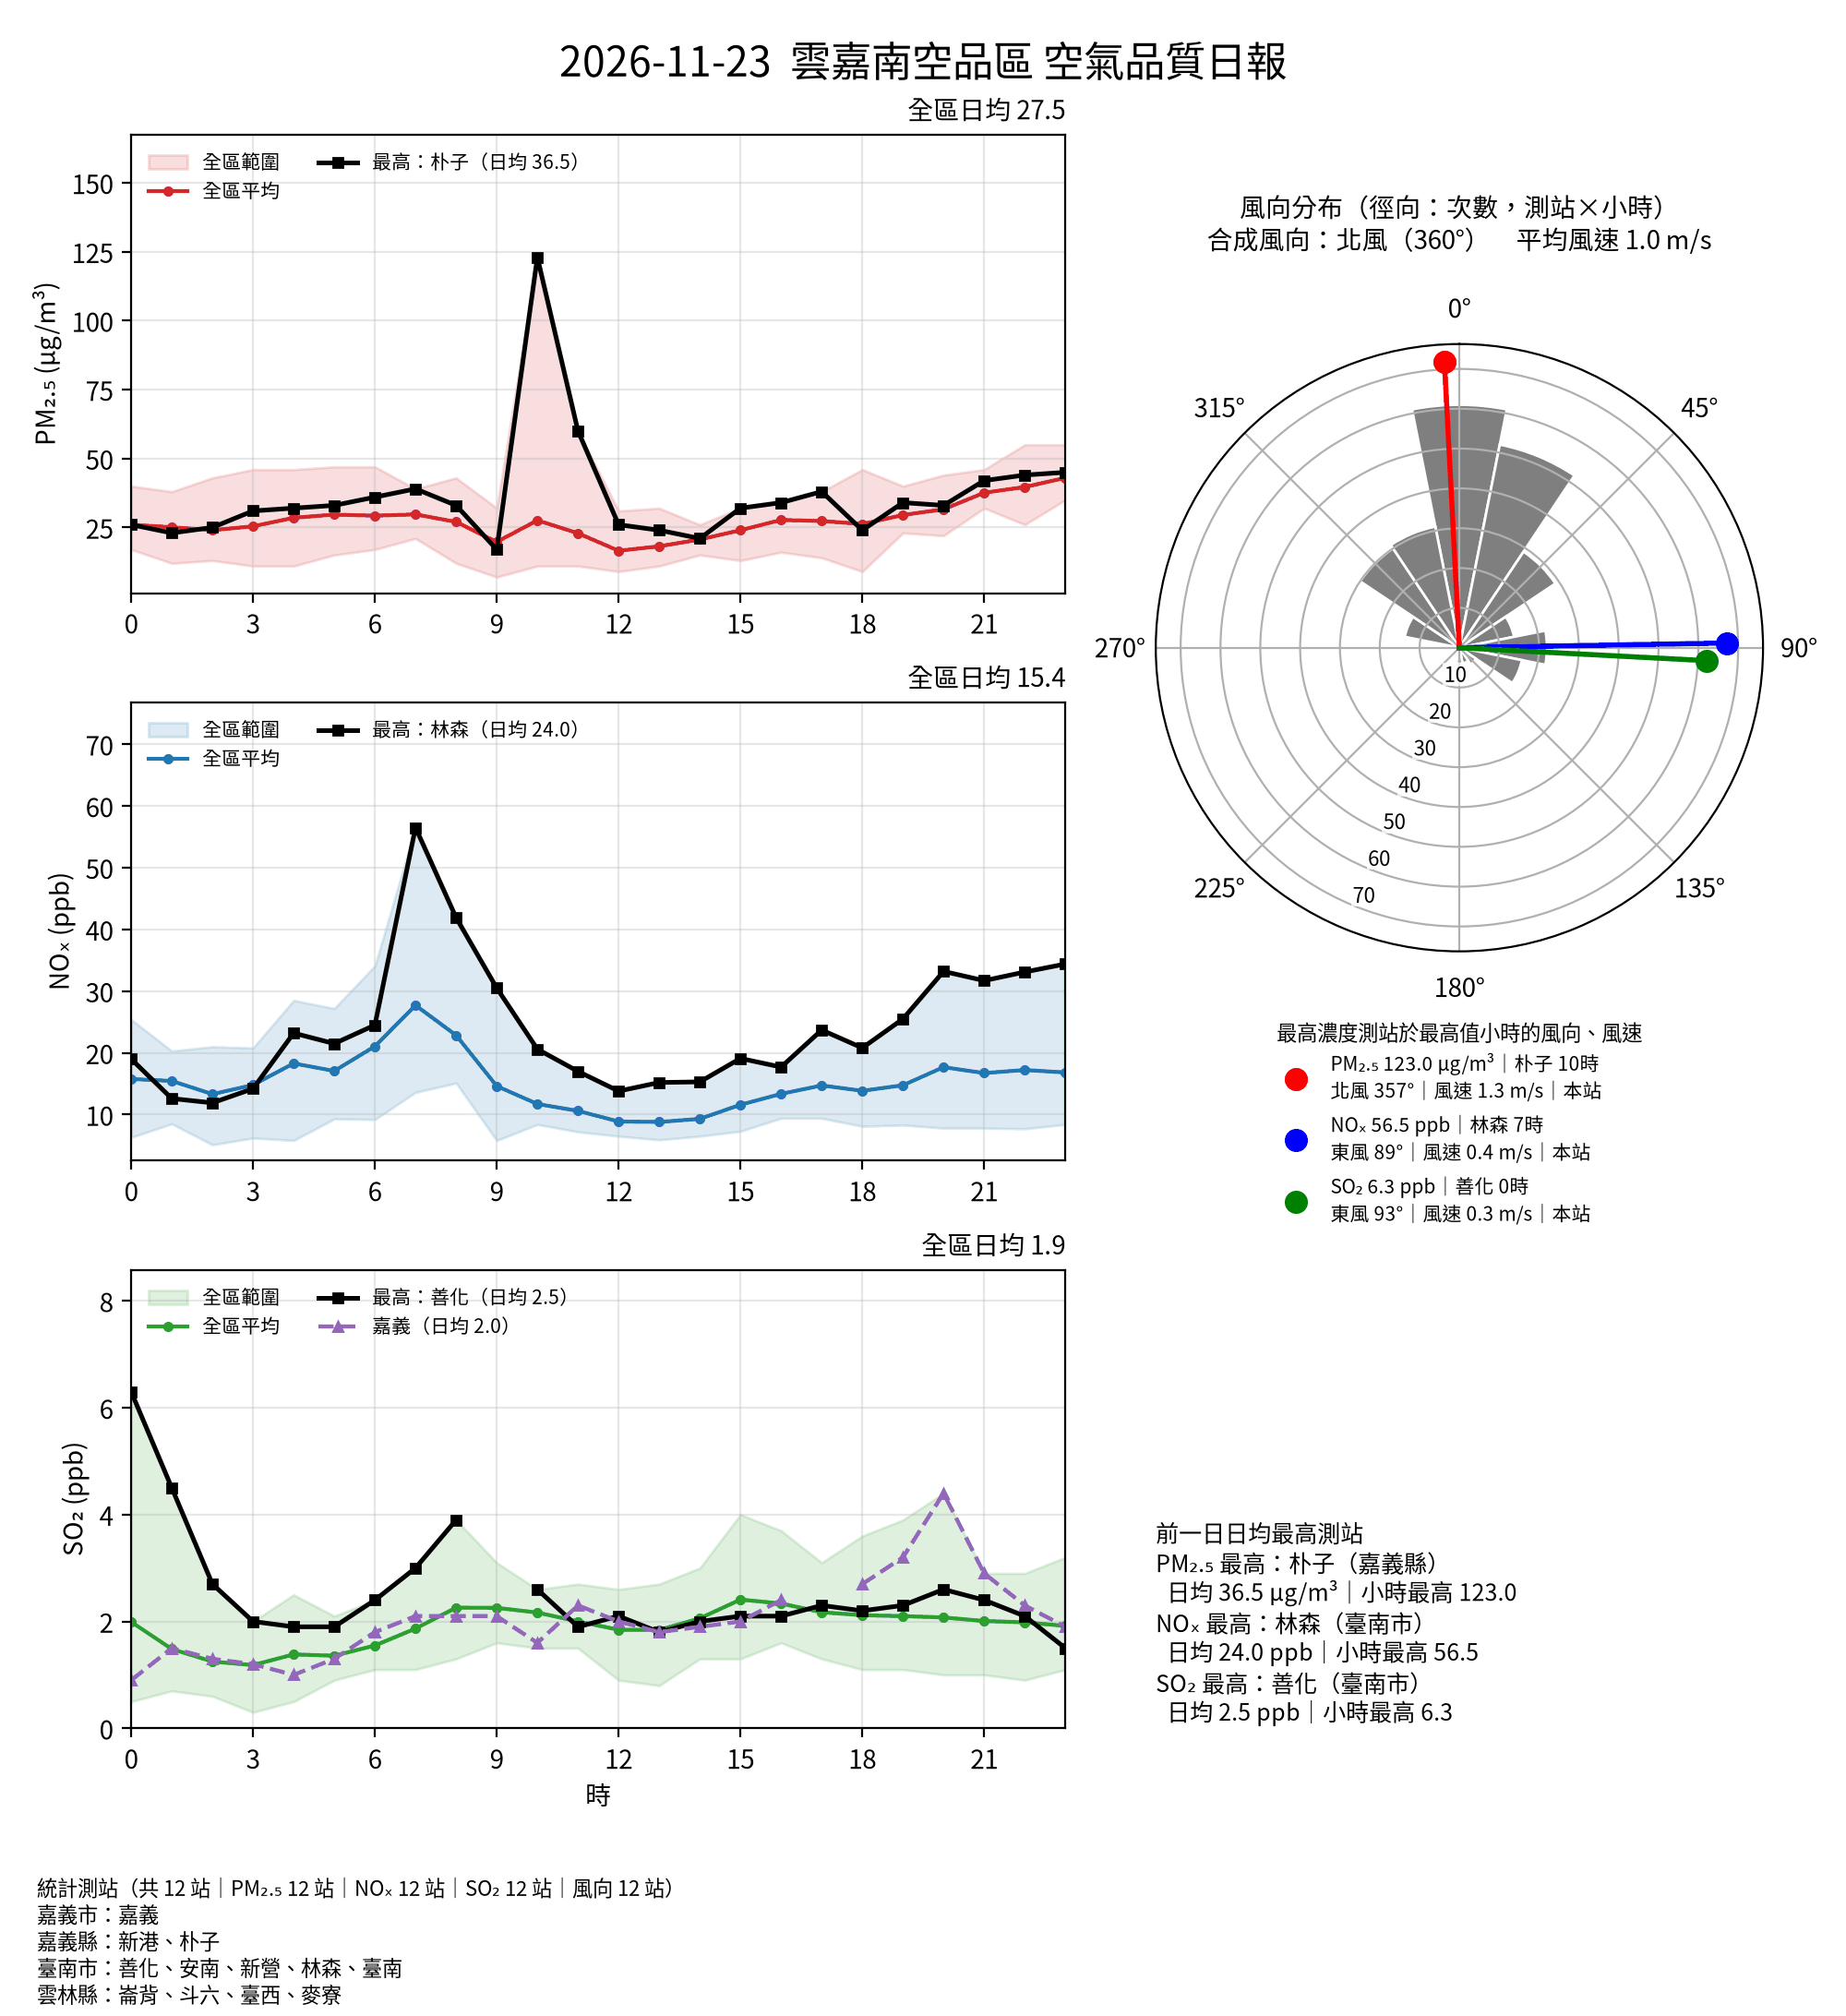 2026-11-23 雲嘉南空品區 空氣品質日報
全區日均 27.5
全區範圍
全區平均
最高：朴子（日均 36.5）
PM₂.₅ (µg/m³)
150
125
100
75
50
25
0 3 6 9 12 15 18 21
全區日均 15.4
全區範圍
全區平均
最高：林森（日均 24.0）
NOₓ (ppb)
70
60
50
40
30
20
10
0 3 6 9 12 15 18 21
全區日均 1.9
全區範圍
全區平均
最高：善化（日均 2.5）
嘉義（日均 2.0）
SO₂ (ppb)
8
6
4
2
0
0 3 6 9 12 15 18 21
時
風向分布（徑向：次數，測站×小時）
合成風向：北風（360°） 平均風速 1.0 m/s
0°
45°
90°
135°
180°
225°
270°
315°
10
20
30
40
50
60
70
最高濃度測站於最高值小時的風向、風速
PM₂.₅ 123.0 µg/m³｜朴子 10時
北風 357°｜風速 1.3 m/s｜本站
NOₓ 56.5 ppb｜林森 7時
東風 89°｜風速 0.4 m/s｜本站
SO₂ 6.3 ppb｜善化 0時
東風 93°｜風速 0.3 m/s｜本站
前一日日均最高測站
PM₂.₅ 最高：朴子（嘉義縣）
日均 36.5 µg/m³｜小時最高 123.0
NOₓ 最高：林森（臺南市）
日均 24.0 ppb｜小時最高 56.5
SO₂ 最高：善化（臺南市）
日均 2.5 ppb｜小時最高 6.3
統計測站（共 12 站｜PM₂.₅ 12 站｜NOₓ 12 站｜SO₂ 12 站｜風向 12 站）
嘉義市：嘉義
嘉義縣：新港、朴子
臺南市：善化、安南、新營、林森、臺南
雲林縣：崙背、斗六、臺西、麥寮